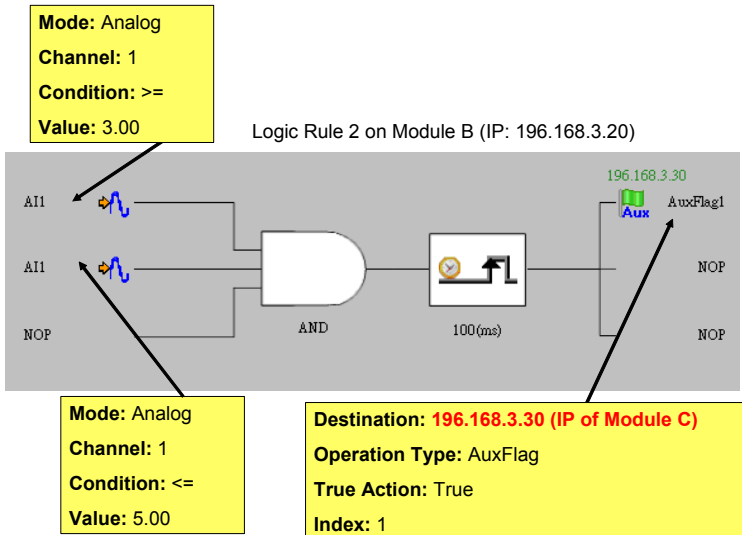 Mode: Analog
Channel: 1
Condition: >=
Value: 3.00
Logic Rule 2 on Module B (IP: 196.168.3.20)
196.168.3.30
AI1
Aux
AuxFlag1
AI1
NOP
NOP
AND
100(ms)
NOP
Mode: Analog
Channel: 1
Condition: <=
Value: 5.00
Destination: 196.168.3.30 (IP of Module C)
Operation Type: AuxFlag
True Action: True
Index: 1